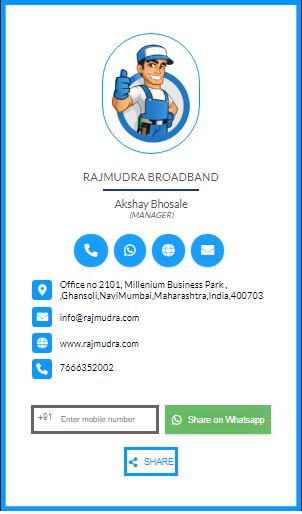 RAJMUDRA BROADBAND
Akshay Bhosale
(MANAGER)
Office no 2101, Millenium Business Park ,
,Ghansoli,NaviMumbai,Maharashtra,India,400703
info@rajmudra.com
www.rajmudra.com
7666352002
+91 Enter mobile number
Share on Whatsapp
SHARE